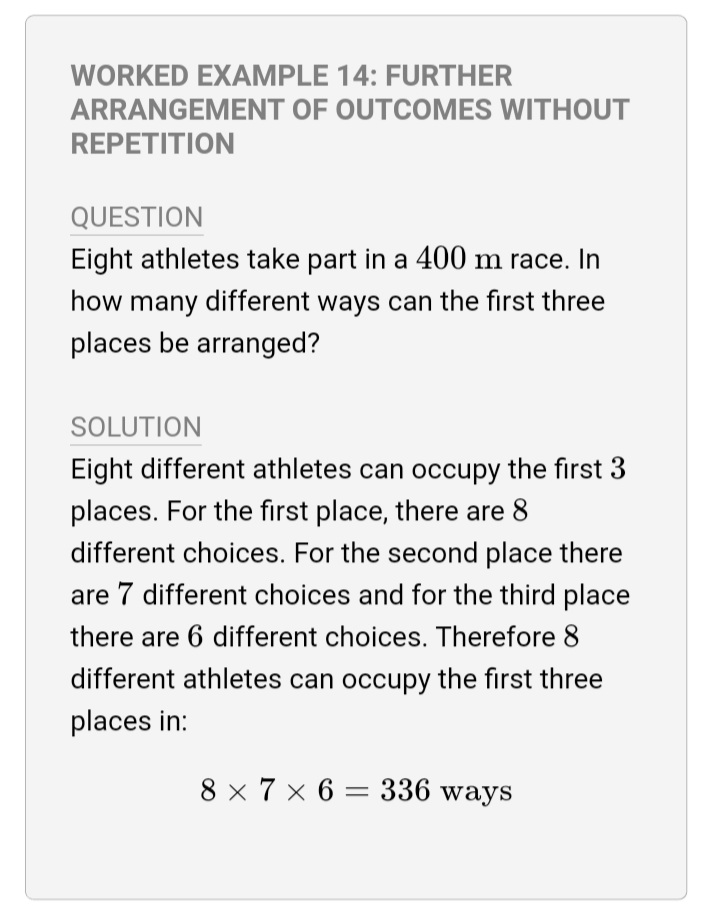 WORKED EXAMPLE 14: FURTHER
ARRANGEMENT OF OUTCOMES WITHOUT
REPETITION
QUESTION
Eight athletes take part in a 400 m race. In
how many different ways can the first three
places be arranged?
SOLUTION
Eight different athletes can occupy the first 3
places. For the first place, there are 8
different choices. For the second place there
are 7 different choices and for the third place
there are 6 different choices. Therefore 8
different athletes can occupy the first three
places in:
8 × 7 × 6 = 336 ways